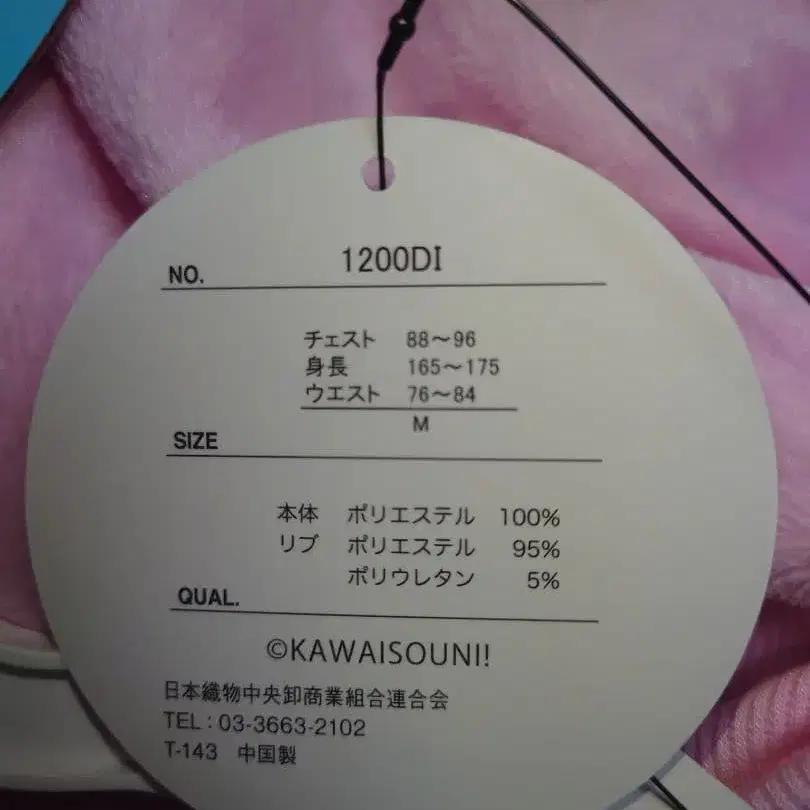 NO. 1200DI
チェスト 88～96
身長 165～175
ウエスト 76～84
M
SIZE
本体 ポリエステル 100%
リブ ポリエステル 95%
ポリウレタン 5%
QUAL.
©KAWAISOUNI!
日本織物中央卸商業組合連合会
TEL：03-3663-2102
T-143 中国製